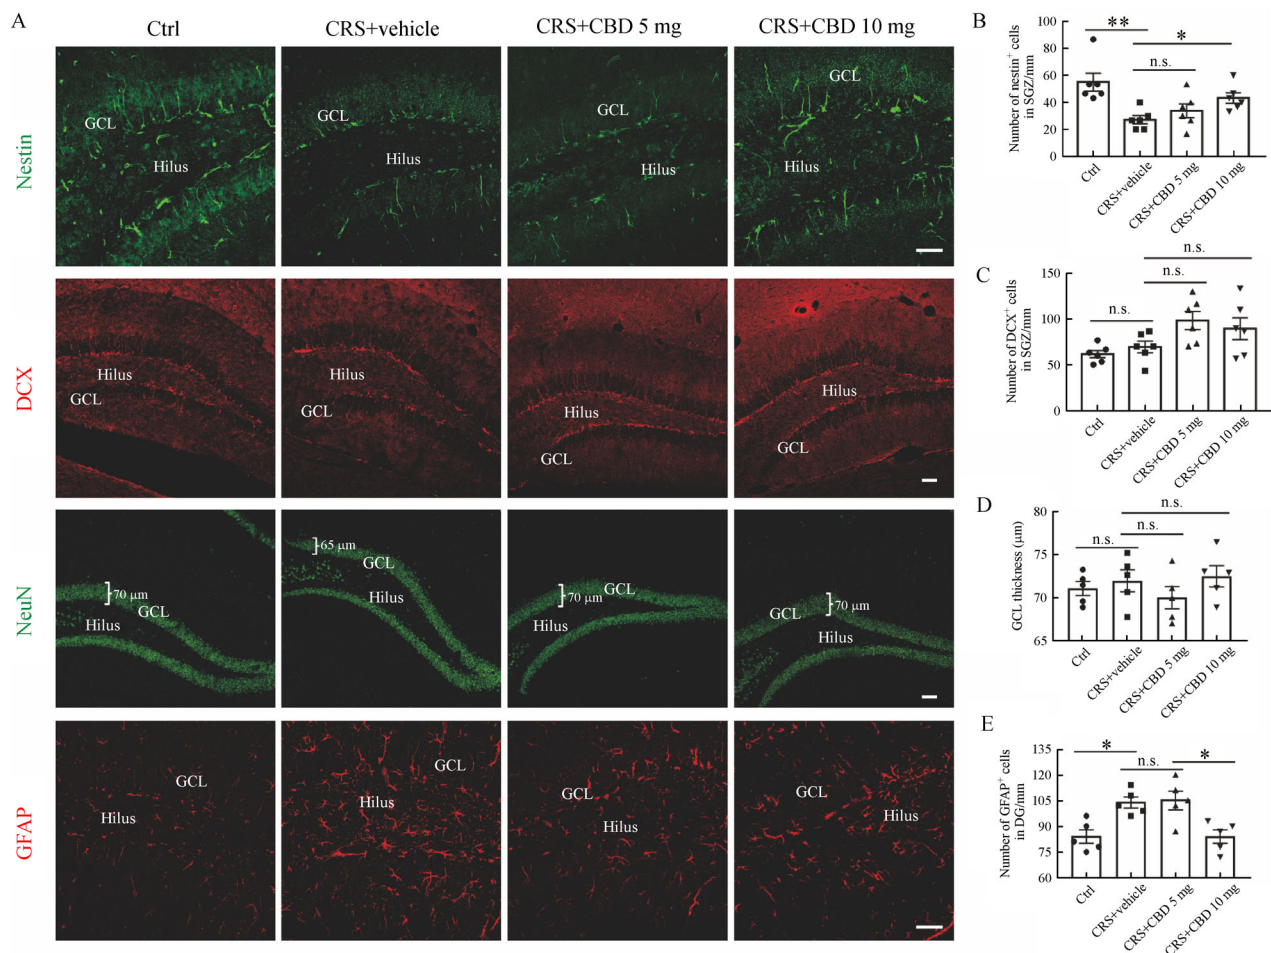 A
Ctrl
CRS+vehicle
CRS+CBD 5 mg
CRS+CBD 10 mg
Nestin
GCL
Hilus
GCL
Hilus
GCL
Hilus
GCL
Hilus
DCX
Hilus
GCL
Hilus
GCL
Hilus
GCL
Hilus
GCL
NeuN
70 μm
GCL
Hilus
65 μm
GCL
Hilus
70 μm
GCL
Hilus
70 μm
GCL
Hilus
GFAP
GCL
Hilus
GCL
Hilus
GCL
Hilus
GCL
Hilus
B
Number of nestin⁺ cells
in SGZ/mm
100
80
60
40
20
0
**
*
n.s.
Ctrl
CRS+vehicle
CRS+CBD 5 mg
CRS+CBD 10 mg
C
Number of DCX⁺ cells
in SGZ/mm
150
100
50
0
n.s.
n.s.
n.s.
Ctrl
CRS+vehicle
CRS+CBD 5 mg
CRS+CBD 10 mg
D
GCL thickness (μm)
80
75
70
65
n.s.
n.s.
n.s.
Ctrl
CRS+vehicle
CRS+CBD 5 mg
CRS+CBD 10 mg
E
Number of GFAP⁺ cells
in DG/mm
135
120
105
90
75
60
*
n.s.
*
Ctrl
CRS+vehicle
CRS+CBD 5 mg
CRS+CBD 10 mg